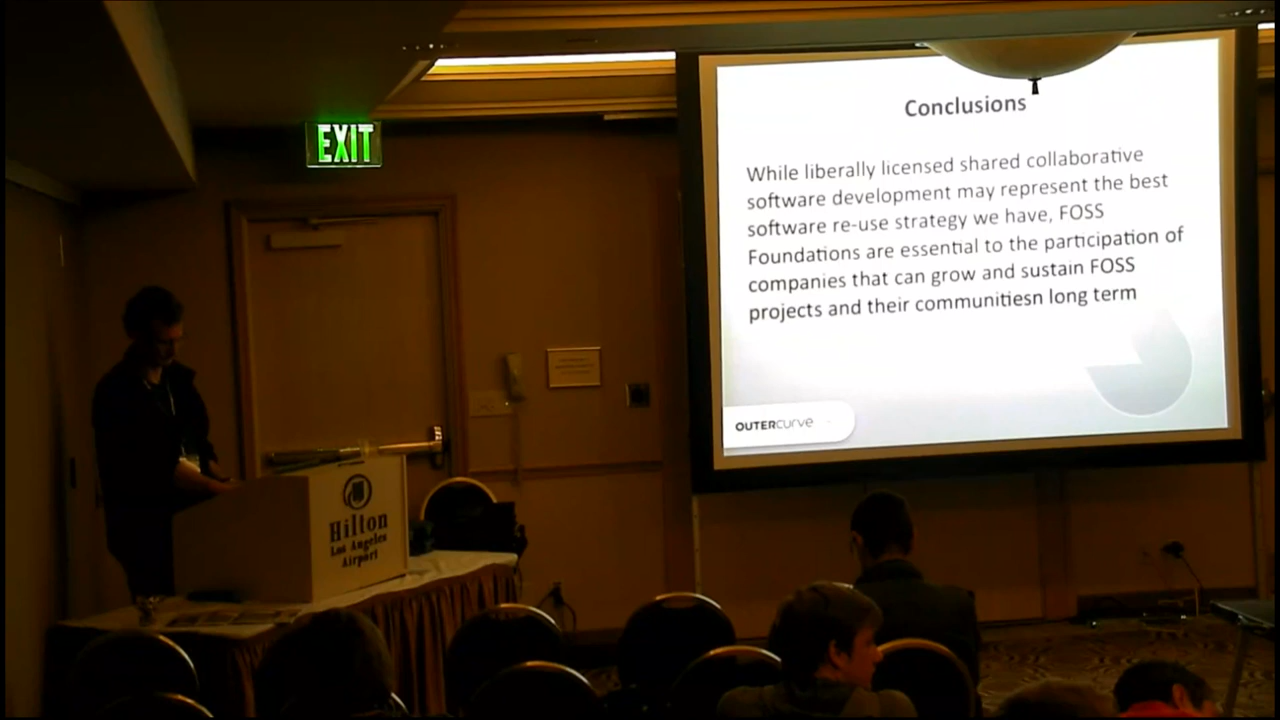 EXIT
Conclusions
While liberally licensed shared collaborative
software development may represent the best
software re-use strategy we have, FOSS
Foundations are essential to the participation of
companies that can grow and sustain FOSS
projects and their communitiesn long term
OUTERcurve
Hilton
Los Angeles
Airport